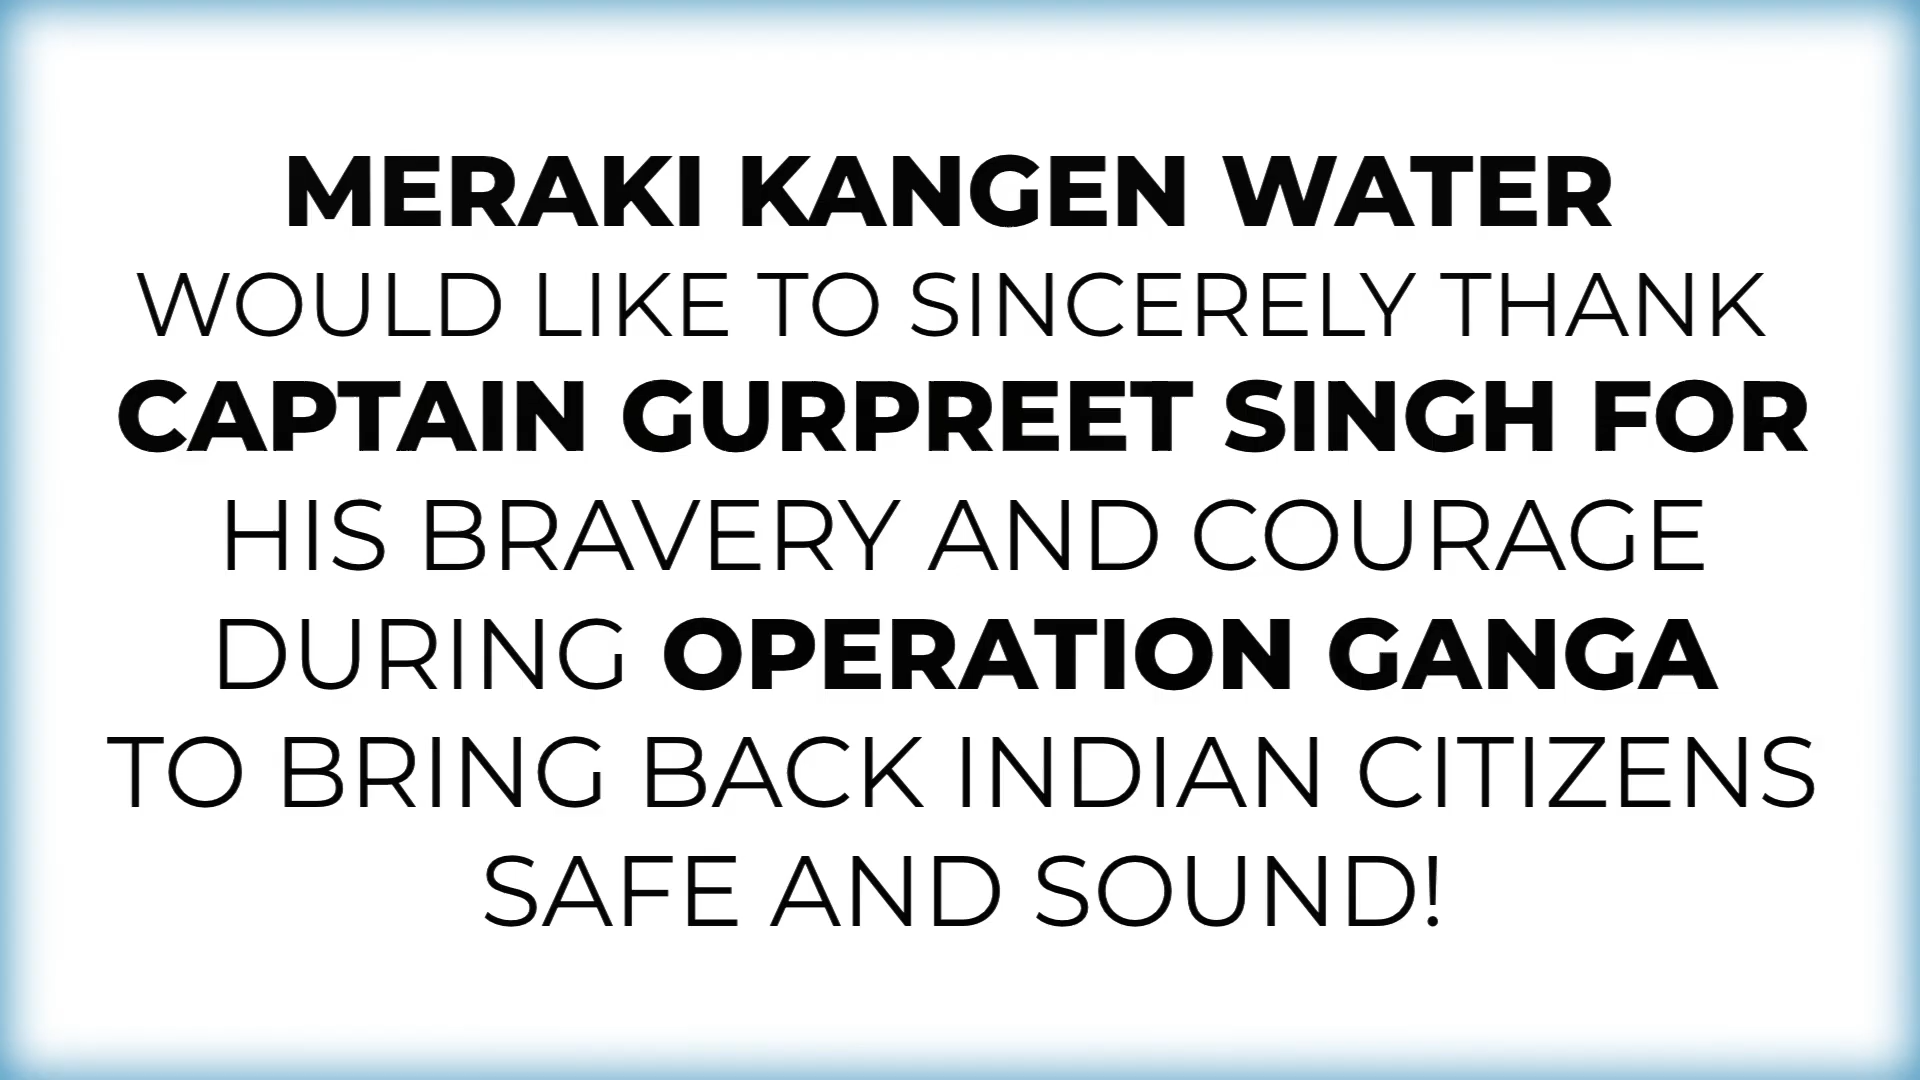 MERAKI KANGEN WATER
WOULD LIKE TO SINCERELY THANK
CAPTAIN GURPREET SINGH FOR
HIS BRAVERY AND COURAGE
DURING OPERATION GANGA
TO BRING BACK INDIAN CITIZENS
SAFE AND SOUND!